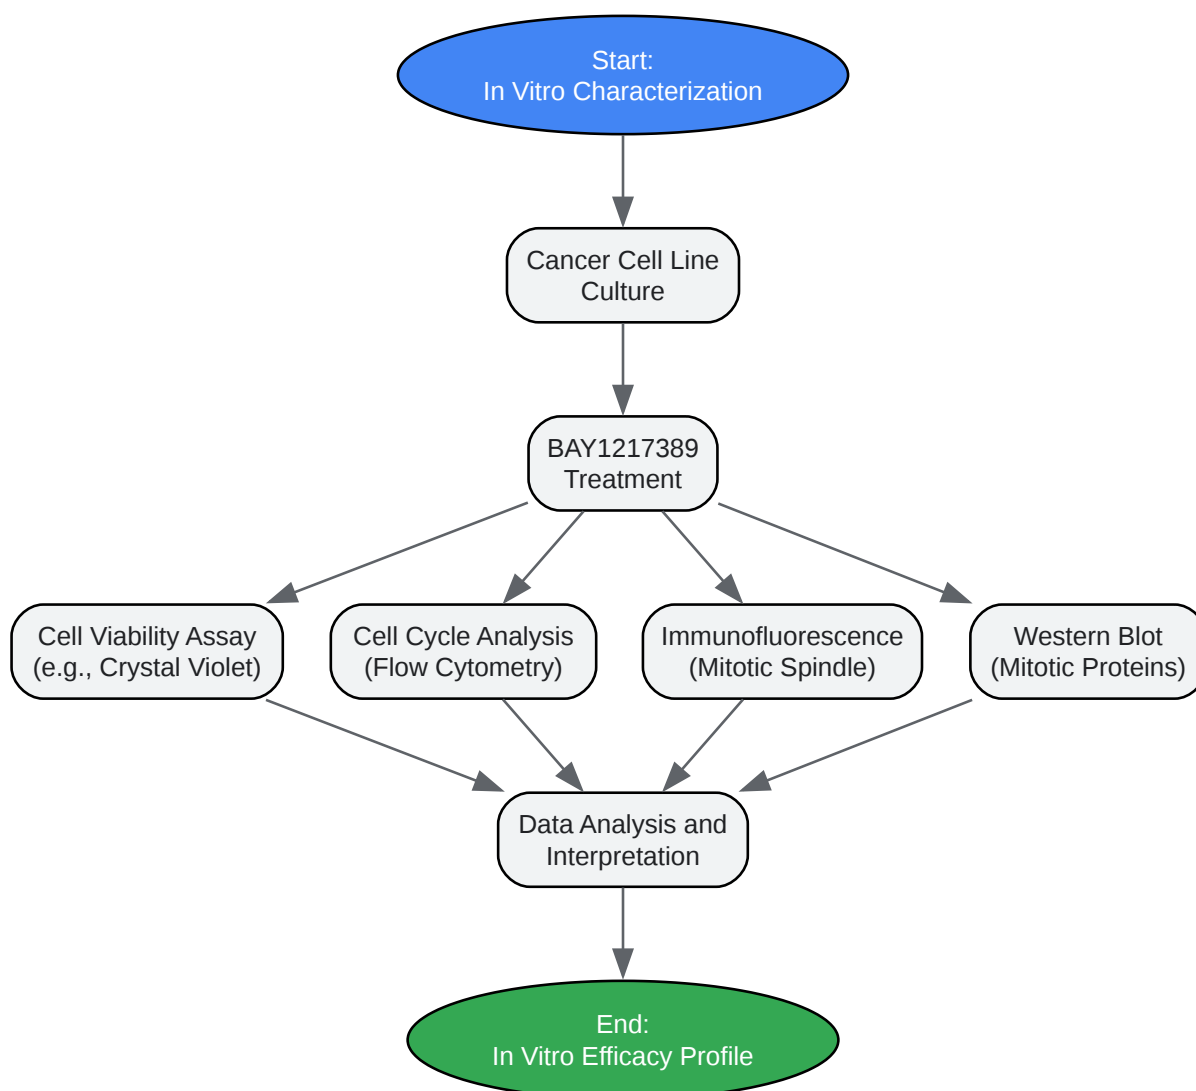 Start:
In Vitro Characterization
Cancer Cell Line
Culture
BAY1217389
Treatment
Cell Viability Assay
(e.g., Crystal Violet)
Cell Cycle Analysis
(Flow Cytometry)
Immunofluorescence
(Mitotic Spindle)
Western Blot
(Mitotic Proteins)
Data Analysis and
Interpretation
End:
In Vitro Efficacy Profile